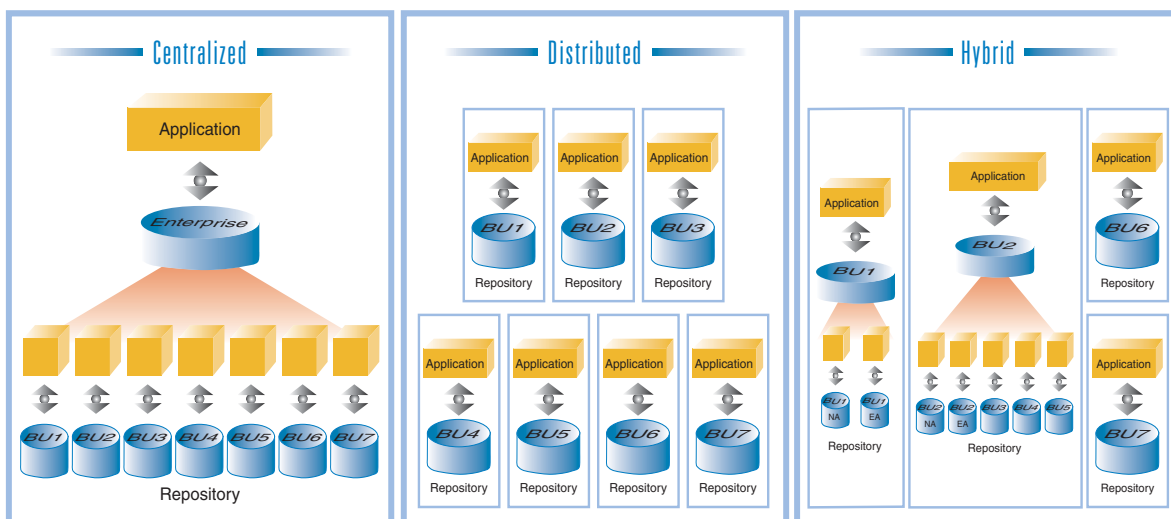 Centralized
Application
Enterprise
BU1 BU2 BU3 BU4 BU5 BU6 BU7
Repository
Distributed
Application Application Application
BU1 BU2 BU3
Repository Repository Repository
Application Application Application Application
BU4 BU5 BU6 BU7
Repository Repository Repository Repository
Hybrid
Application
BU1
BU1 BU1
NA EA
Repository
Application
BU2
BU2 BU2 BU3 BU4 BU5
NA EA
Repository
Application
BU6
Repository
Application
BU7
Repository